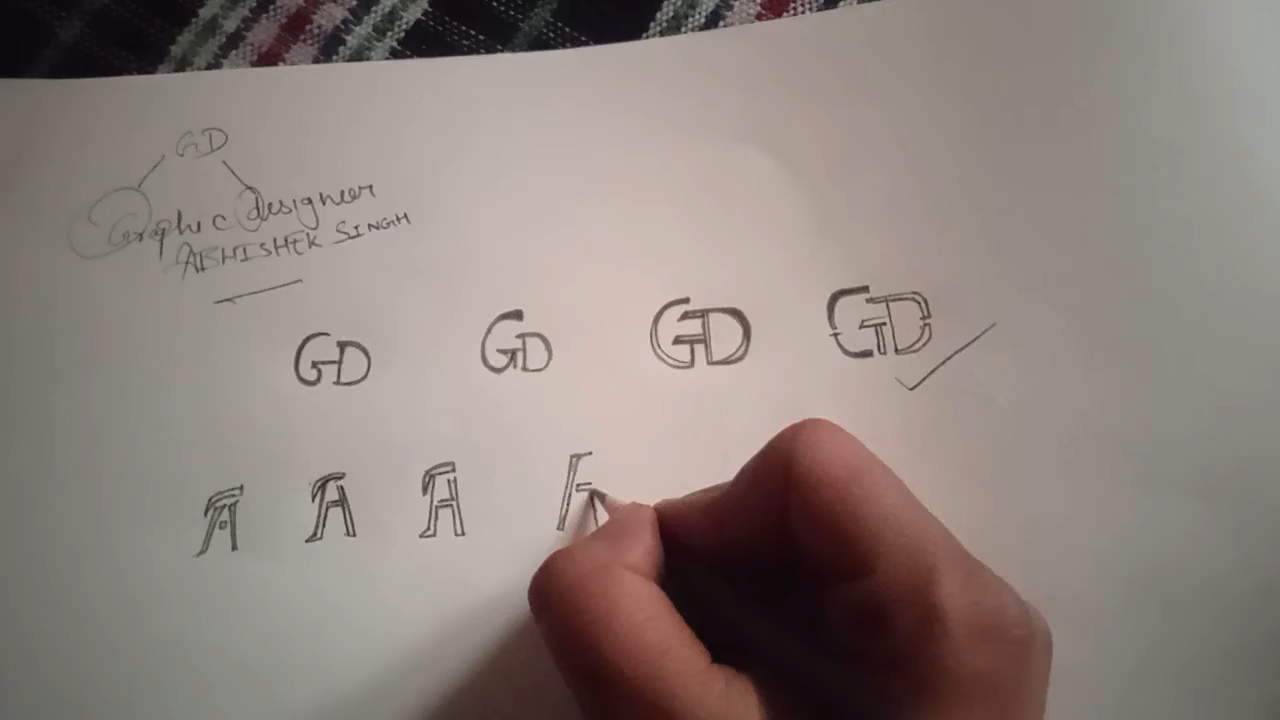 GD
Graphic designer
ABHISHEK SINGH
GD GD GD GD
A A A